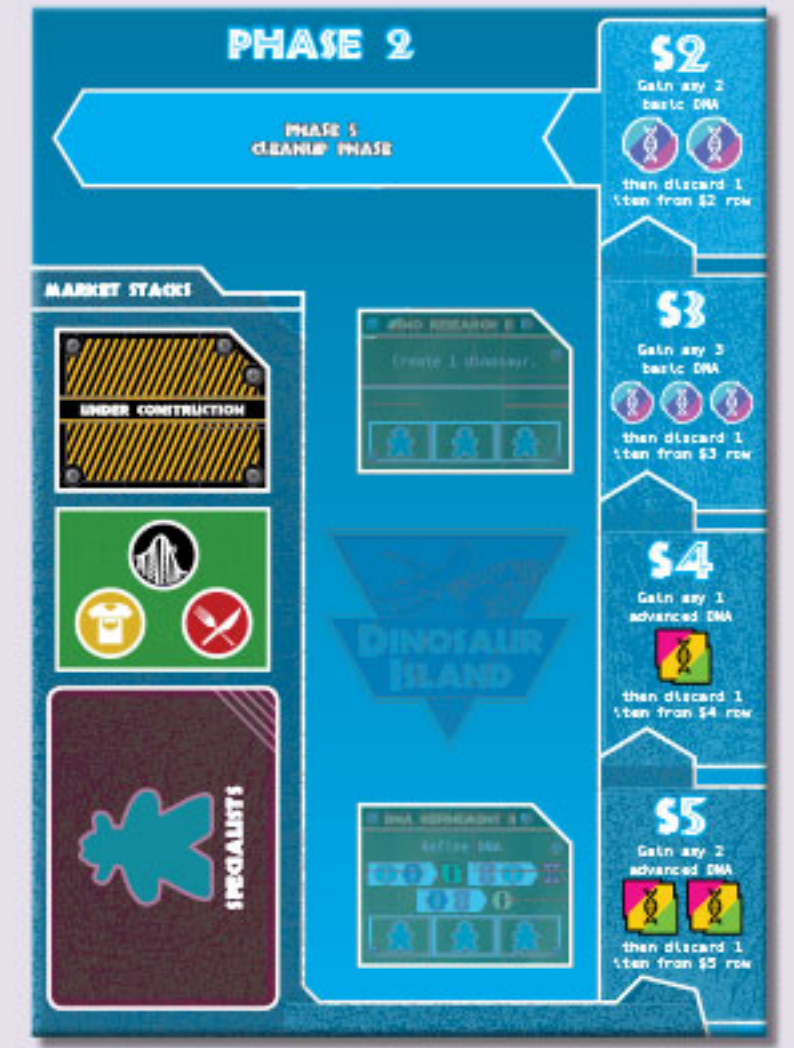 PHASE 2
PHASE 5
CLEANUP PHASE
MARKET STACKS
UNDER CONSTRUCTION
SPECIALISTS
DINO RESEARCH
Create 1 dinosaur.
DINOSAUR
ISLAND
Refine DNA
$2
Gain any 2
basic DNA
then discard 1
item from $2 row
$3
Gain any 3
basic DNA
then discard 1
item from $3 row
$4
Gain any 1
advanced DNA
then discard 1
item from $4 row
$5
Gain any 2
advanced DNA
then discard 1
item from $5 row